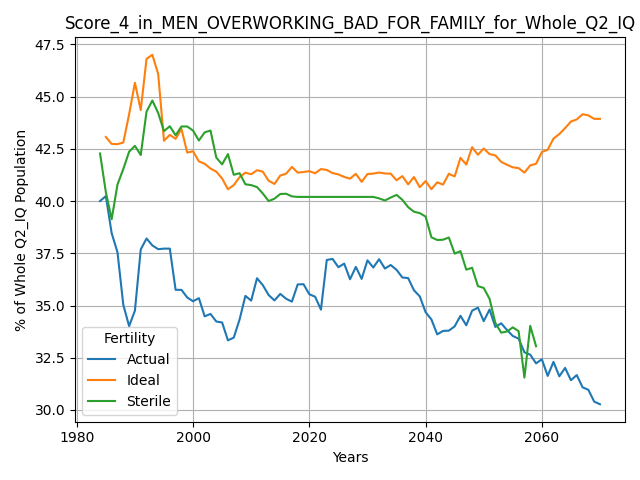 Score_4_in_MEN_OVERWORKING_BAD_FOR_FAMILY_for_Whole_Q2_IQ
47.5
45.0
42.5
40.0
37.5
35.0
32.5
30.0
% of Whole Q2_IQ Population
Fertility
Actual
Ideal
Sterile
1980
2000
2020
2040
2060
Years